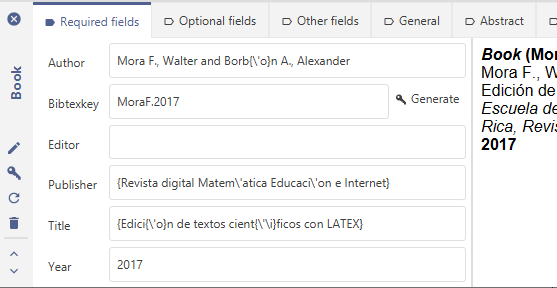 Required fields Optional fields Other fields General Abstract
Book
Author Mora F., Walter and Borb{\'o}n A., Alexander
Bibtexkey MoraF.2017 Generate
Editor
Publisher {Revista digital Matem\'atica Educaci\'on e Internet}
Title {Edici{\'o}n de textos cient{\'\i}ficos con LATEX}
Year 2017
Book (Mor
Mora F., W
Edición de
Escuela de
Rica, Revis
2017